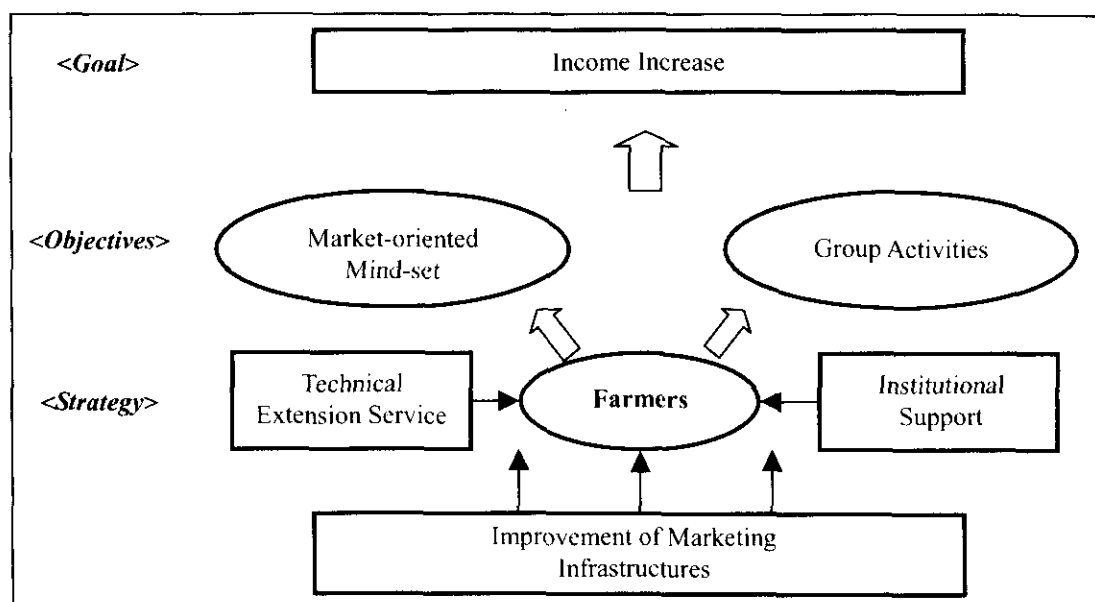 <Goal>
Income Increase
<Objectives>
Market-oriented
Mind-set
Group Activities
<Strategy>
Technical
Extension Service
Farmers
Institutional
Support
Improvement of Marketing
Infrastructures